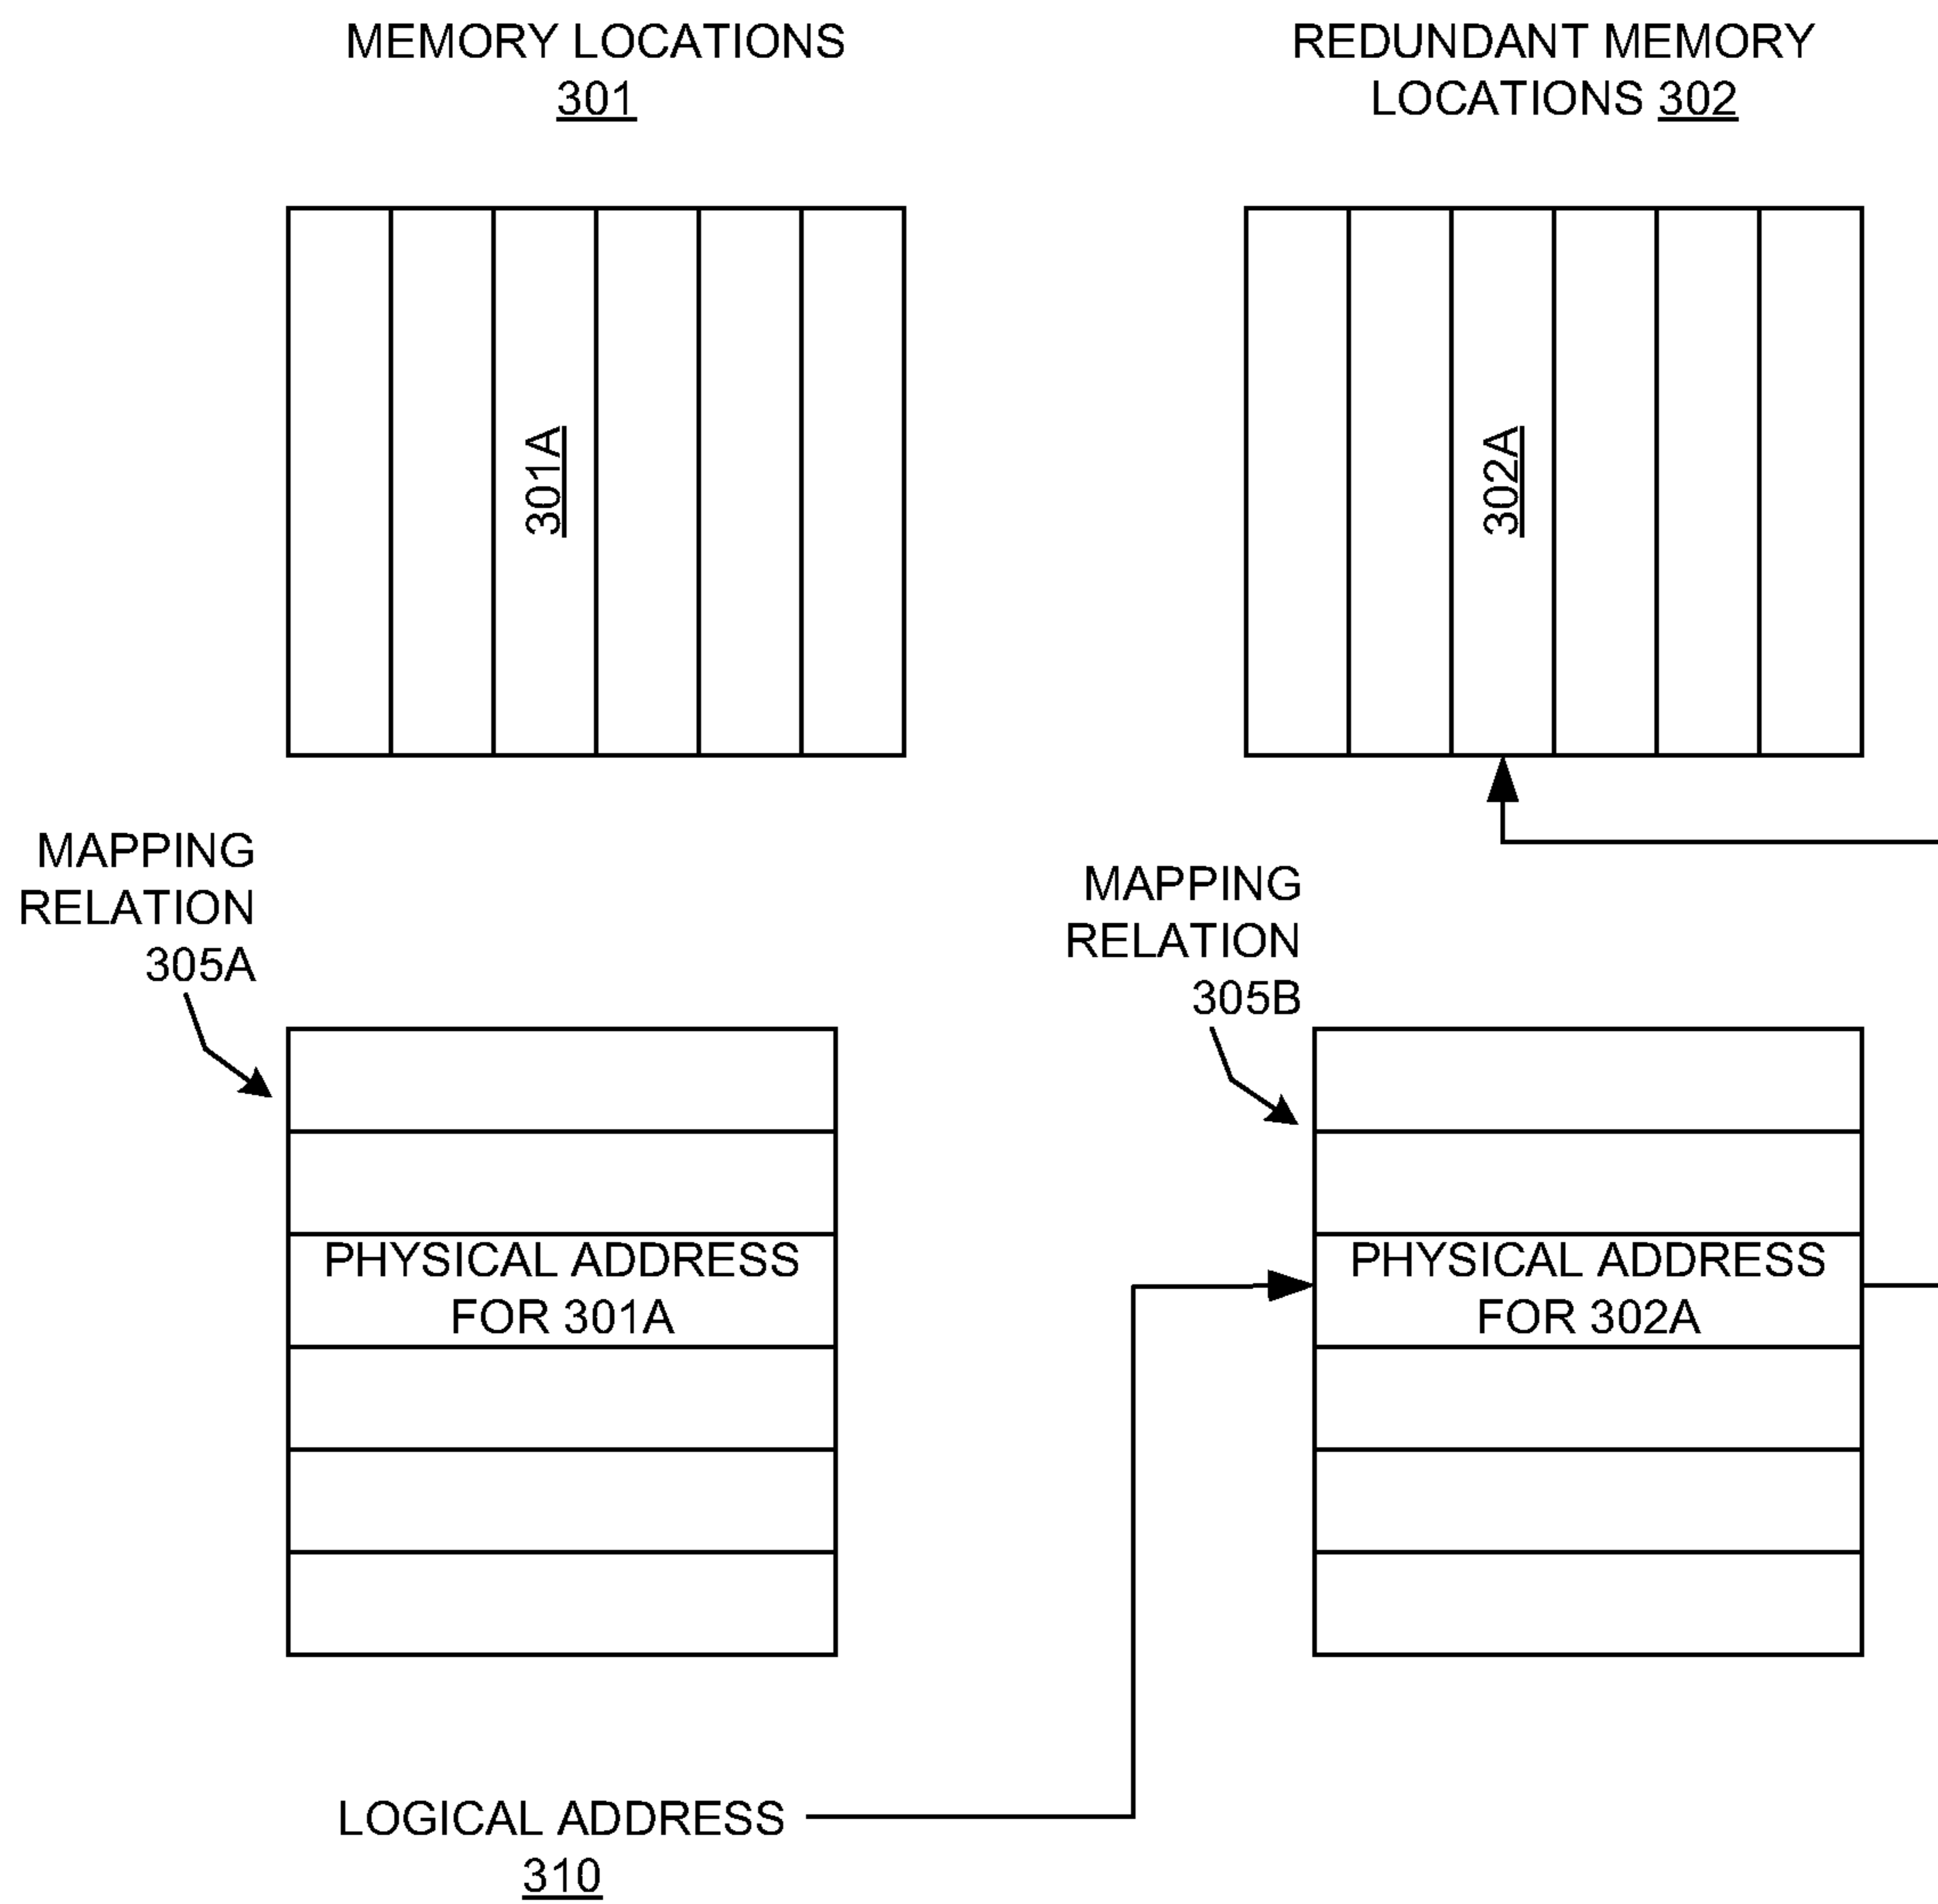 MEMORY LOCATIONS
301
REDUNDANT MEMORY
LOCATIONS 302
301A
302A
MAPPING
RELATION
305A
MAPPING
RELATION
305B
PHYSICAL ADDRESS
FOR 301A
PHYSICAL ADDRESS
FOR 302A
LOGICAL ADDRESS
310